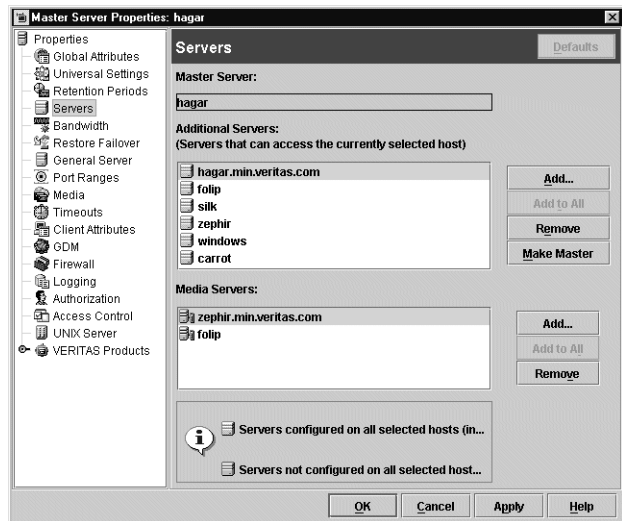 Master Server Properties: hagar
Properties
Global Attributes
Universal Settings
Retention Periods
Servers
Bandwidth
Restore Failover
General Server
Port Ranges
Media
Timeouts
Client Attributes
GDM
Firewall
Logging
Authorization
Access Control
UNIX Server
VERITAS Products
Servers
Defaults
Master Server:
hagar
Additional Servers:
(Servers that can access the currently selected host)
hagar.min.veritas.com
folip
silk
zephir
windows
carrot
Add...
Add to All
Remove
Make Master
Media Servers:
zephir.min.veritas.com
folip
Add...
Add to All
Remove
Servers configured on all selected hosts (in...
Servers not configured on all selected host...
OK
Cancel
Apply
Help